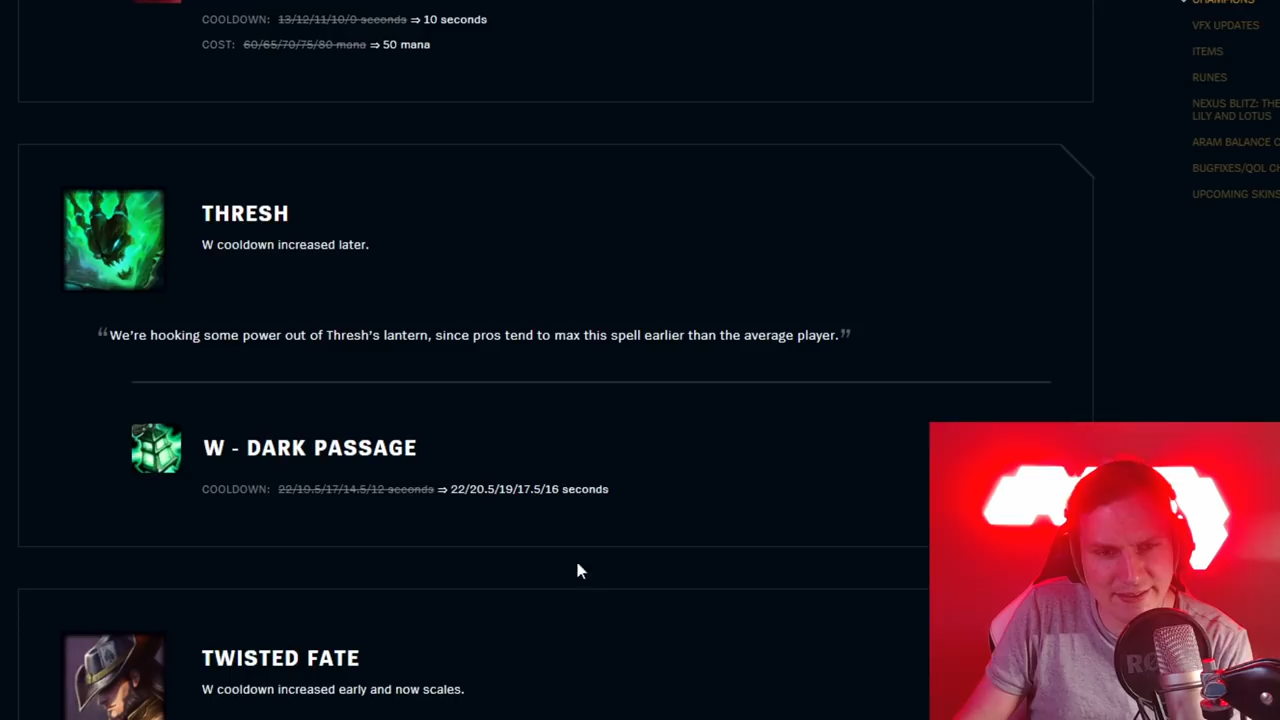 COOLDOWN: 13/12/11/10/9 seconds ⇒ 10 seconds
COST: 60/65/70/75/80 mana ⇒ 50 mana
THRESH
W cooldown increased later.
“We’re hooking some power out of Thresh’s lantern, since pros tend to max this spell earlier than the average player.”
W - DARK PASSAGE
COOLDOWN: 22/19.5/17/14.5/12 seconds ⇒ 22/20.5/19/17.5/16 seconds
TWISTED FATE
W cooldown increased early and now scales.
CHAMPIONS
VFX UPDATES
ITEMS
RUNES
NEXUS BLITZ: THE
LILY AND LOTUS
ARAM BALANCE C
BUGFIXES/QOL CH
UPCOMING SKINS